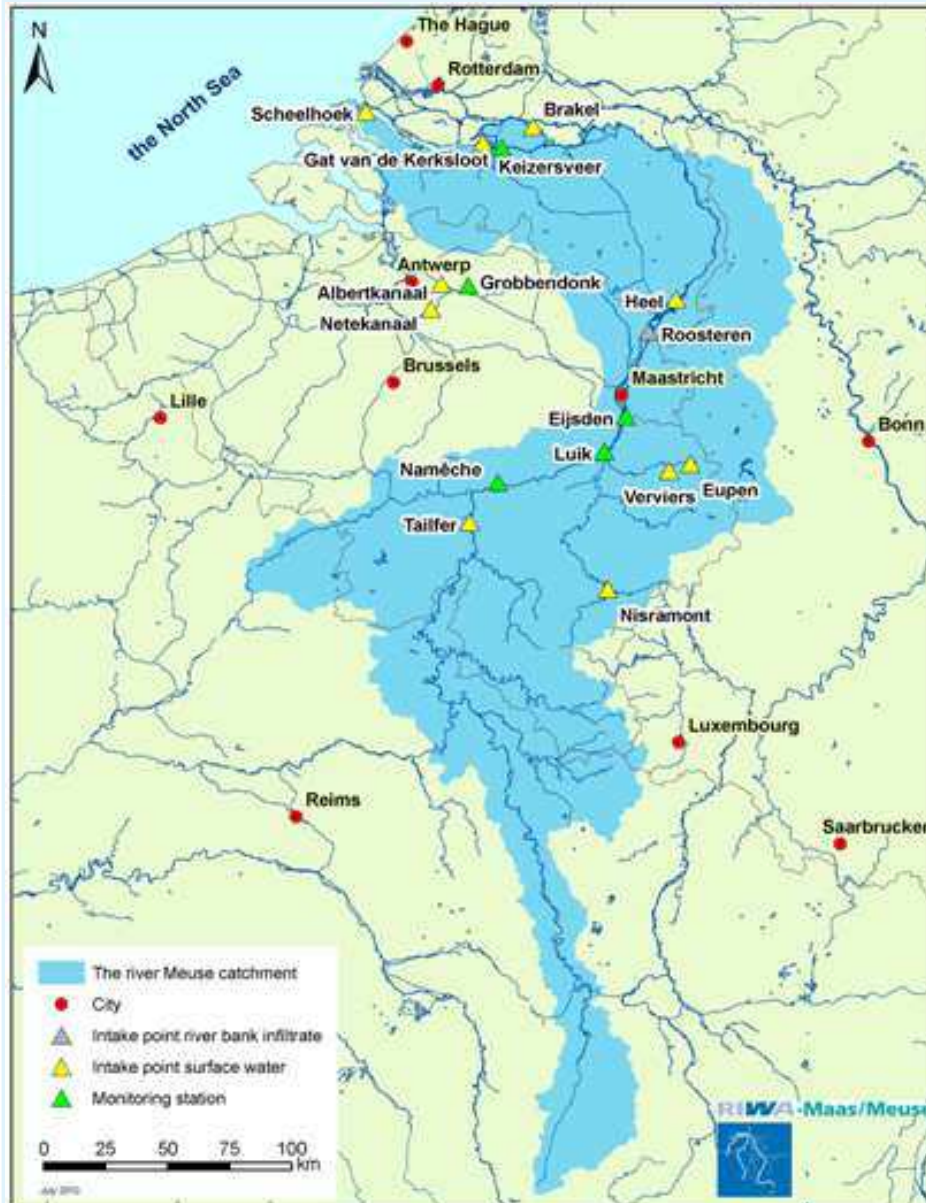 N
The Hague
Rotterdam
the North Sea
Scheelhoek
Brakel
Gat van de Kerksloot
Keizersveer
Antwerp
Albertkanaal
Grobbendonk
Netekanaal
Heel
Roosteren
Brussels
Maastricht
Lille
Eijsden
Bonn
Luik
Namêche
Verviers
Eupen
Tailfer
Nisramont
Luxembourg
Reims
Saarbrucken
The river Meuse catchment
City
Intake point river bank infiltrate
Intake point surface water
Monitoring station
0 25 50 75 100
km
RIWA-Maas/Meuse